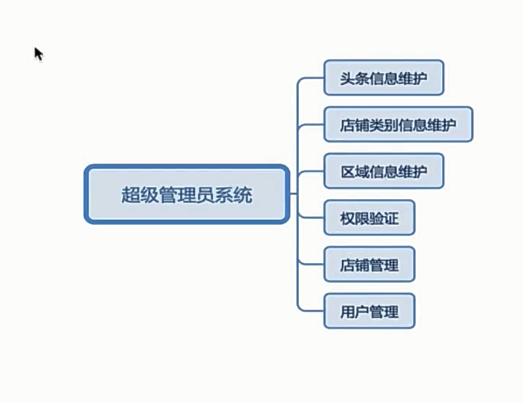 头条信息维护
店铺类别信息维护
区域信息维护
超级管理员系统
权限验证
店铺管理
用户管理